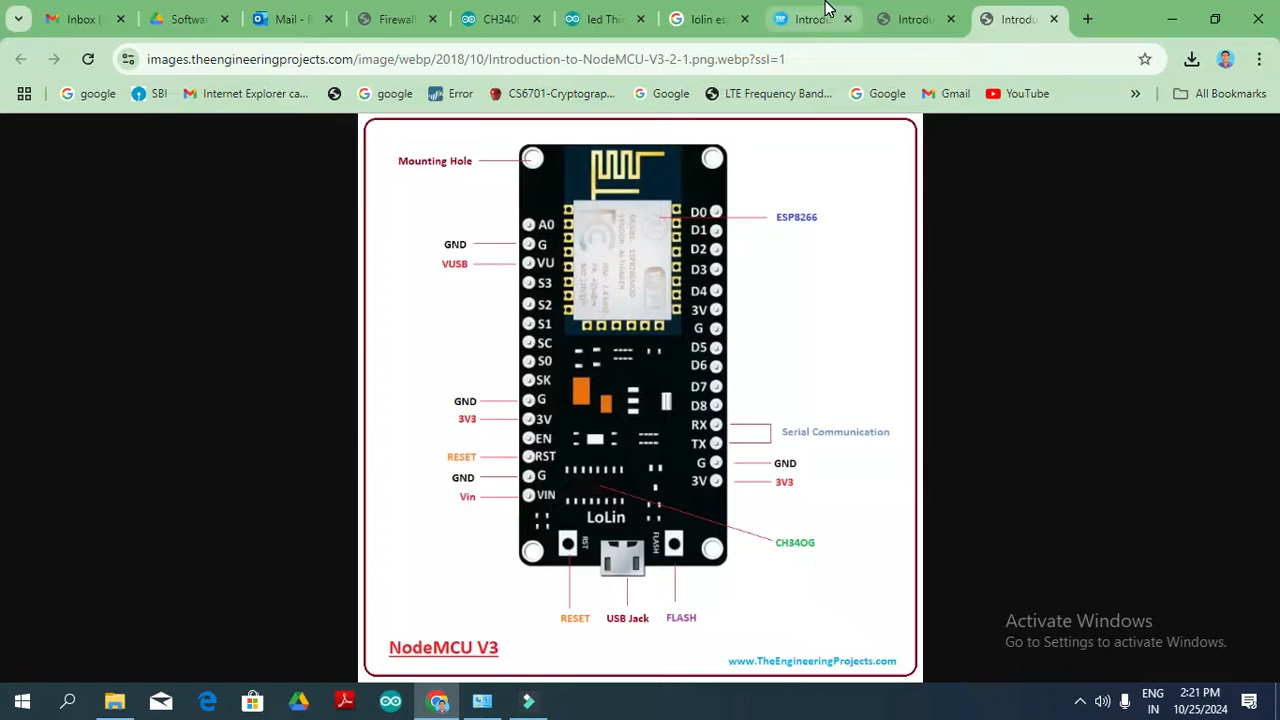 Inbox (
Software
Mail - E
Firewall
CH340
led Thi
lolin es
Introdu
Introdu
Introdu
images.theengineeringprojects.com/image/webp/2018/10/Introduction-to-NodeMCU-V3-2-1.png.webp?ssl=1
google
SBI
Internet Explorer ca...
google
Error
CS6701-Cryptograp...
Google
LTE Frequency Band...
Google
Gmail
YouTube
All Bookmarks
Mounting Hole
ESP8266
GND
VUSB
GND
3V3
RESET
GND
Vin
A0
G
VU
S3
S2
S1
SC
S0
SK
G
3V
EN
RST
G
VIN
D0
D1
D2
D3
D4
3V
G
D5
D6
D7
D8
RX
TX
G
3V
Serial Communication
GND
3V3
LoLin
RST
FLASH
CH34OG
RESET
USB Jack
FLASH
NodeMCU V3
www.TheEngineeringProjects.com
Activate Windows
Go to Settings to activate Windows.
ENG
IN
2:21 PM
10/25/2024